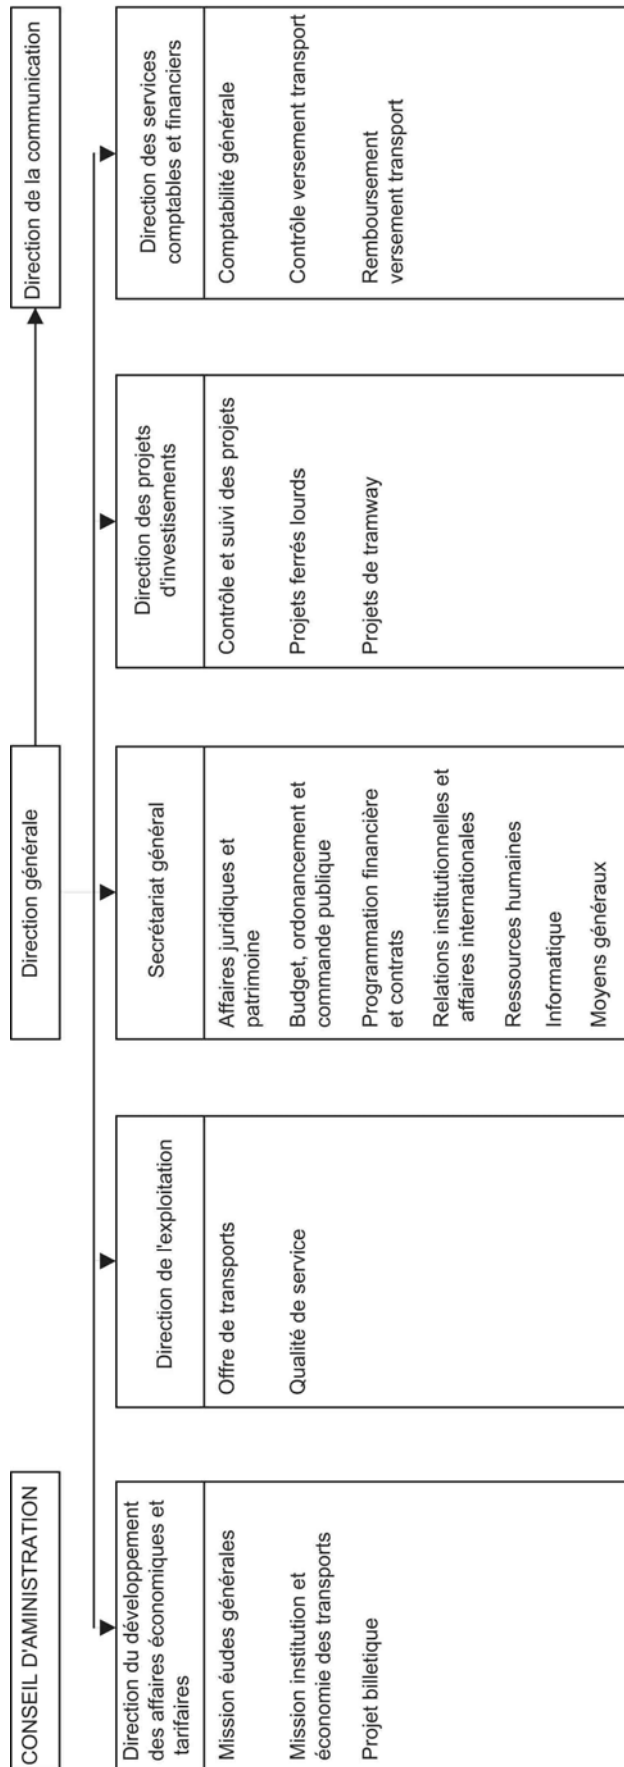 CONSEIL D'AMINISTRATION
Direction générale
Direction de la communication
Direction du développement
des affaires économiques et
tarifaires
Mission éudes générales
Mission institution et
économie des transports
Projet billetique
Direction de l'exploitation
Offre de transports
Qualité de service
Secrétariat général
Affaires juridiques et
patrimoine
Budget, ordonancement et
commande publique
Programmation financière
et contrats
Relations institutionnelles et
affaires internationales
Ressources humaines
Informatique
Moyens généraux
Direction des projets
d'investisements
Contrôle et suivi des projets
Projets ferrés lourds
Projets de tramway
Direction des services
comptables et financiers
Comptabilité générale
Contrôle versement transport
Remboursement
versement transport